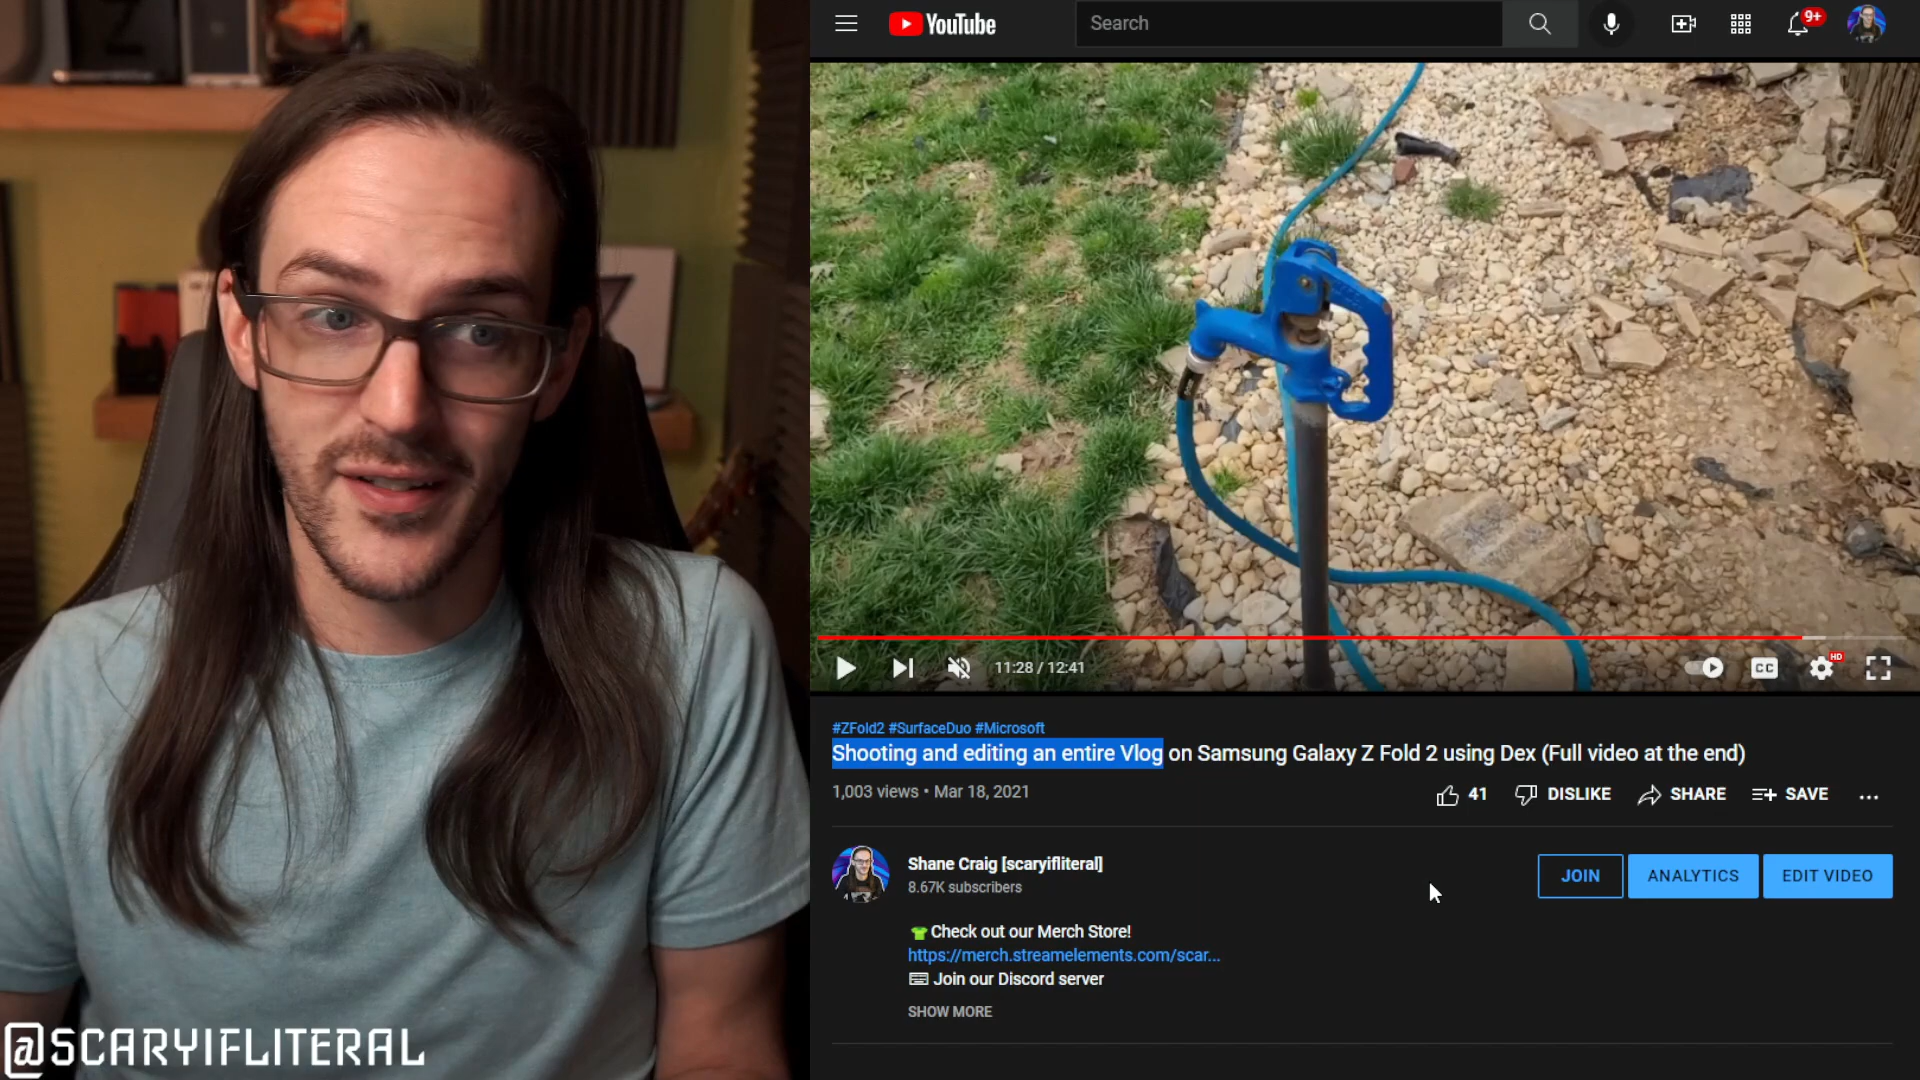 YouTube
Search
9+
11:28 / 12:41
CC
HD
#ZFold2 #SurfaceDuo #Microsoft
Shooting and editing an entire Vlog on Samsung Galaxy Z Fold 2 using Dex (Full video at the end)
1,003 views • Mar 18, 2021
41
DISLIKE
SHARE
SAVE
...
Shane Craig [scaryifliteral]
8.67K subscribers
JOIN
ANALYTICS
EDIT VIDEO
Check out our Merch Store!
https://merch.streamelements.com/scar...
Join our Discord server
SHOW MORE
@SCARYIFLITERAL